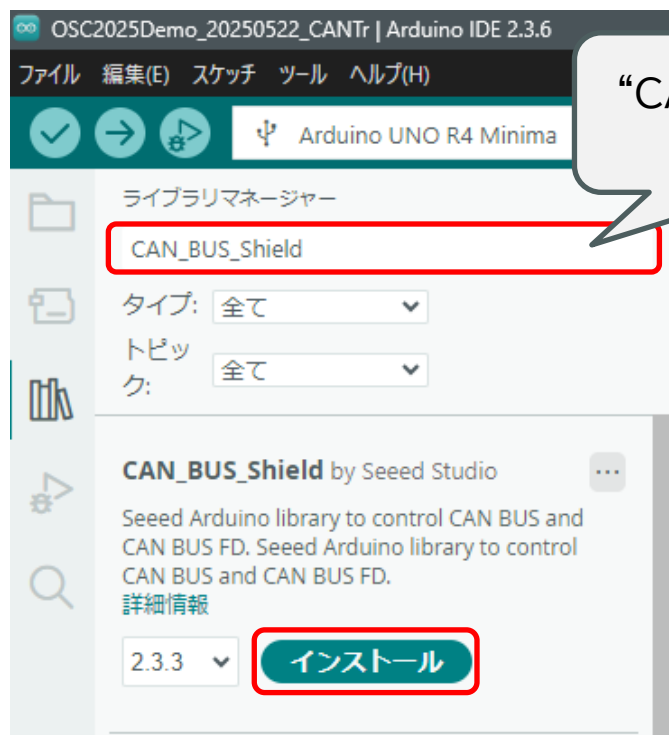 OSC2025Demo_20250522_CANTr | Arduino IDE 2.3.6
ファイル 編集(E) スケッチ ツール ヘルプ(H)
Arduino UNO R4 Minima
ライブラリマネージャー
CAN_BUS_Shield
タイプ: 全て
トピッ
ク:
全て
CAN_BUS_Shield by Seeed Studio
Seeed Arduino library to control CAN BUS and
CAN BUS FD. Seeed Arduino library to control
CAN BUS and CAN BUS FD.
詳細情報
2.3.3 インストール